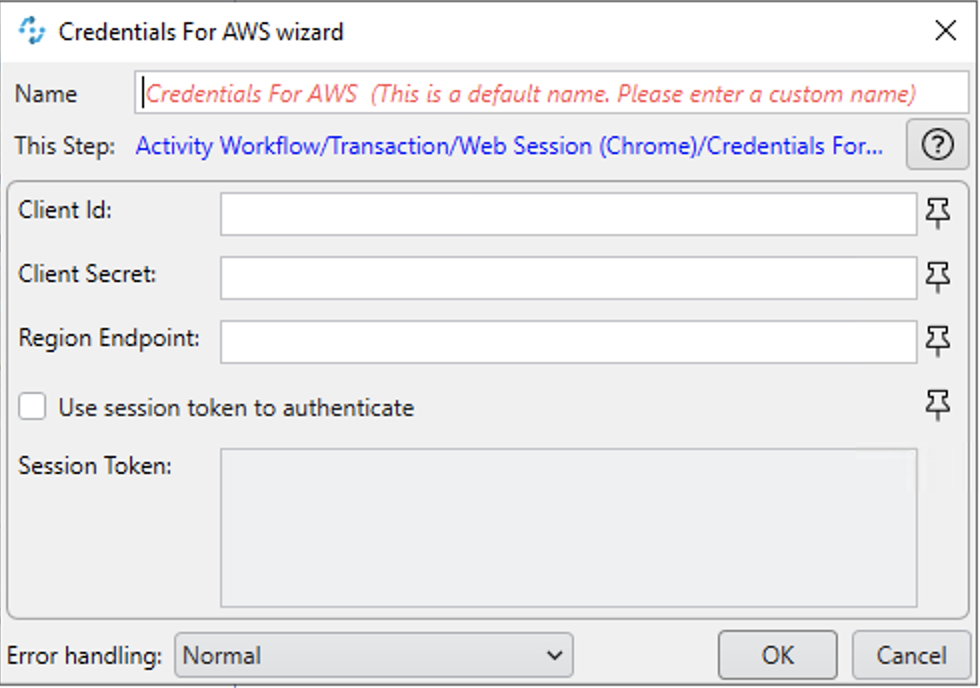 Credentials For AWS wizard
Name Credentials For AWS (This is a default name. Please enter a custom name)
This Step: Activity Workflow/Transaction/Web Session (Chrome)/Credentials For...
?
Client Id:
Client Secret:
Region Endpoint:
Use session token to authenticate
Session Token:
Error handling: Normal OK Cancel